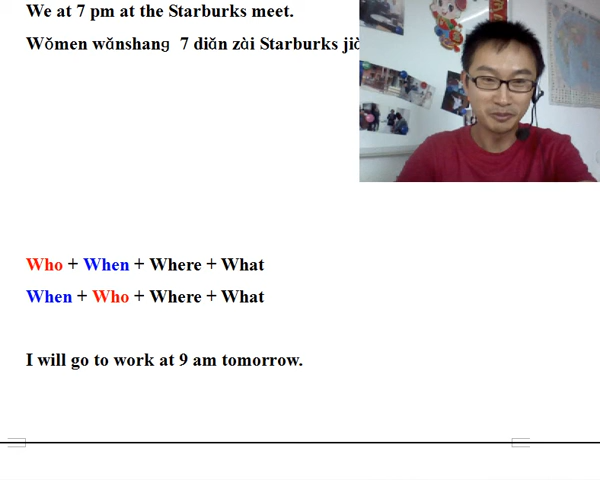 We at 7 pm at the Starburks meet.
Wǒmen wǎnshang 7 diǎn zài Starburks
Who + When + Where + What
When + Who + Where + What
I will go to work at 9 am tomorrow.